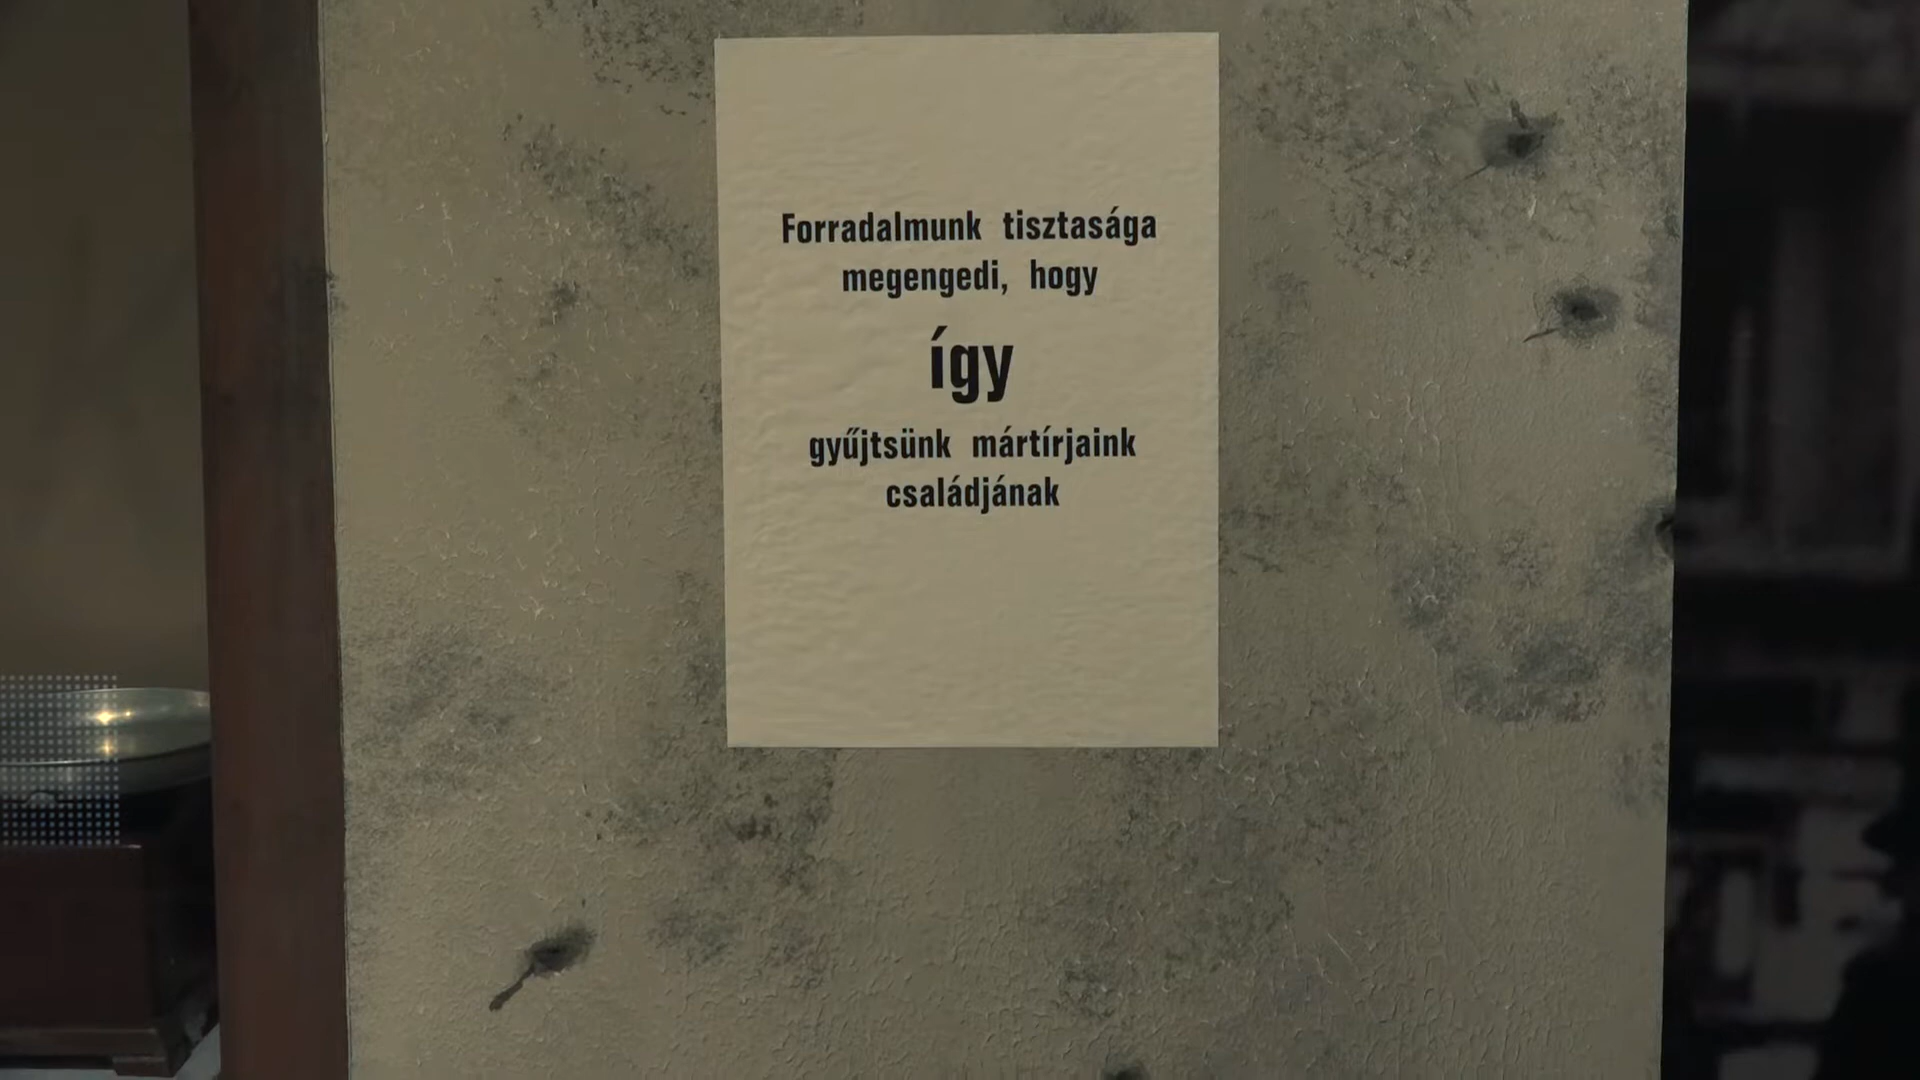 Forradalmunk tisztasága
megengedi, hogy
így
gyűjtsünk mártírjaink
családjának